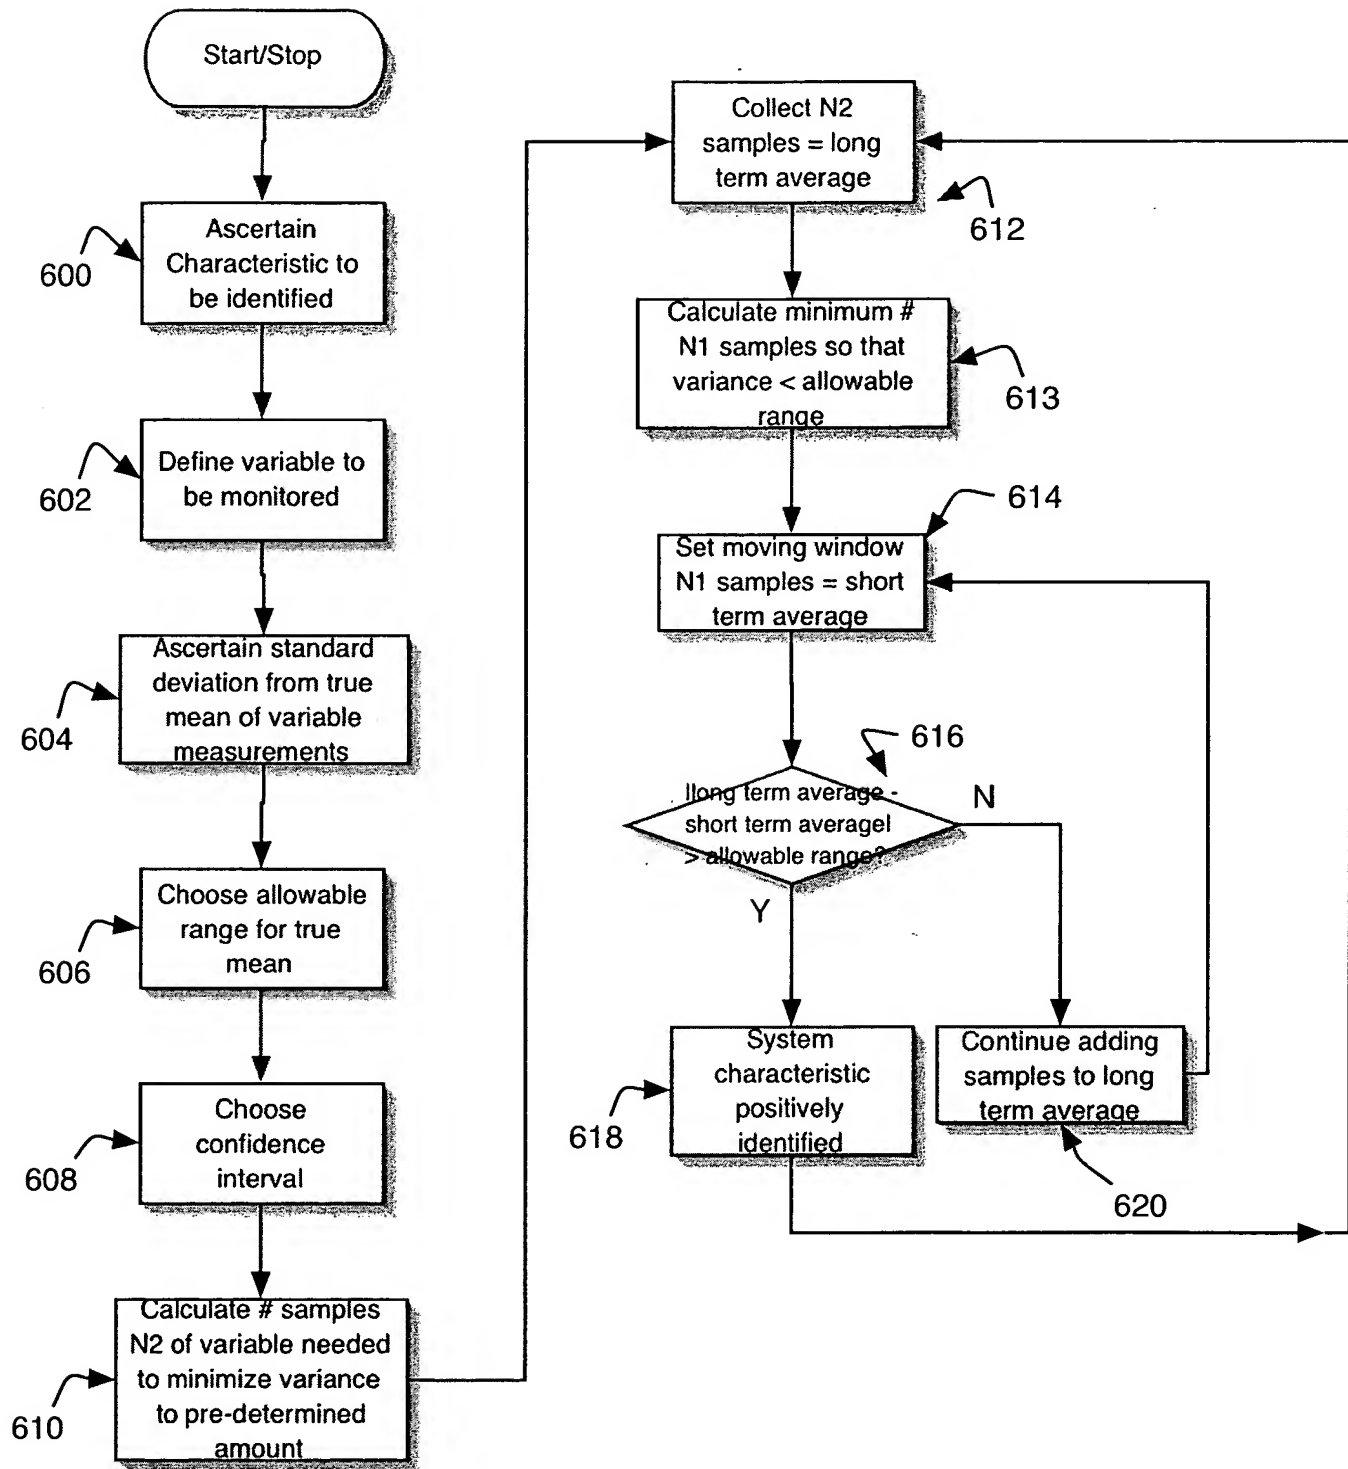 Start/Stop
Ascertain
Characteristic to
be identified
600
Define variable to
be monitored
602
Ascertain standard
deviation from true
mean of variable
measurements
604
Choose allowable
range for true
mean
606
Choose
confidence
interval
608
Calculate # samples
N2 of variable needed
to minimize variance
to pre-determined
amount
610
Collect N2
samples = long
term average
612
Calculate minimum #
N1 samples so that
variance < allowable
range
613
614
Set moving window
N1 samples = short
term average
616
|long term average -
short term average|
> allowable range?
N
Y
System
characteristic
positively
identified
618
Continue adding
samples to long
term average
620